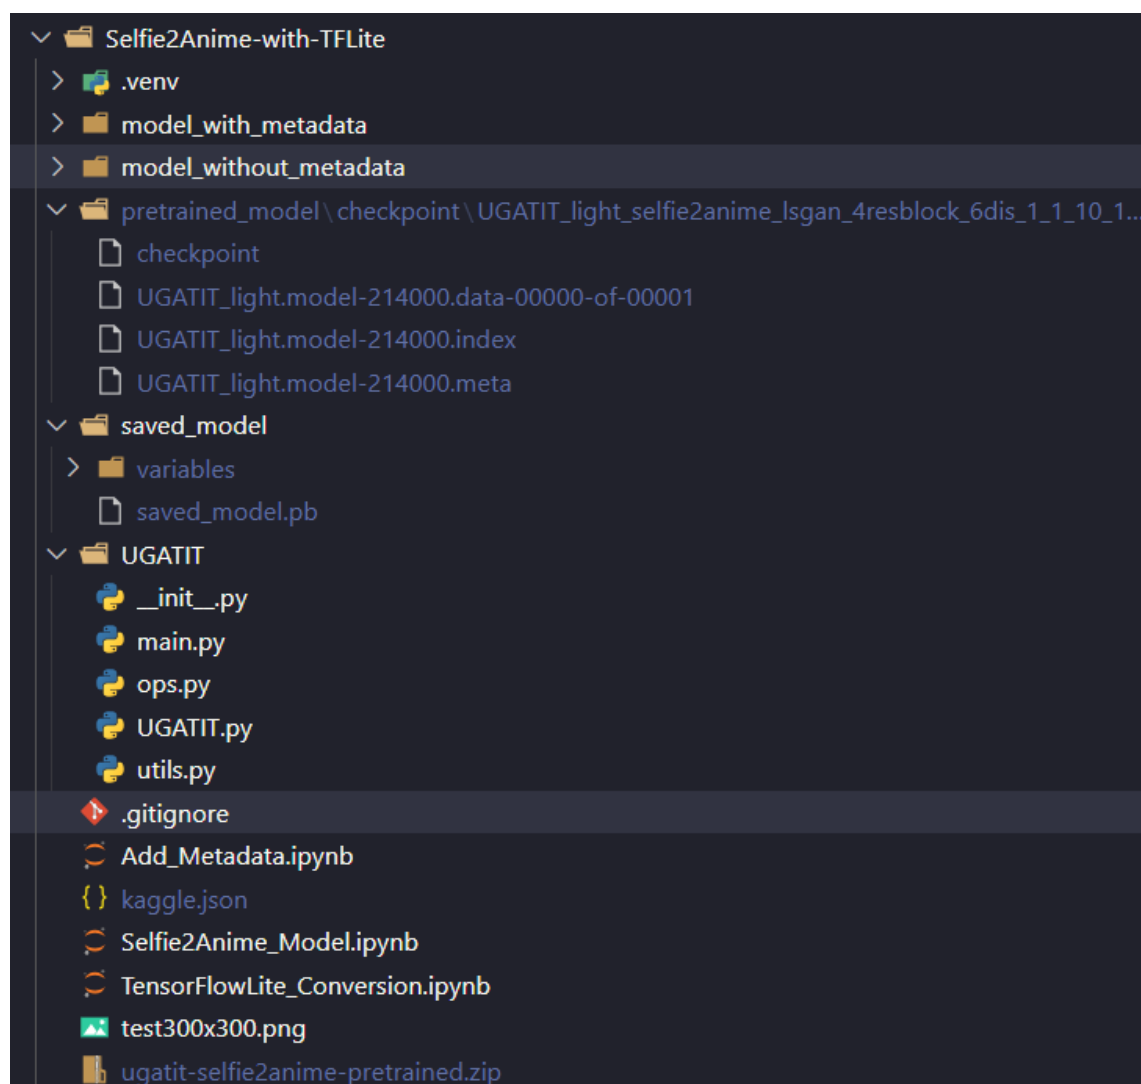 Selfie2Anime-with-TFLite
.venv
model_with_metadata
model_without_metadata
pretrained_model\checkpoint\UGATIT_light_selfie2anime_lsgan_4resblock_6dis_1_1_10_1...
checkpoint
UGATIT_light.model-214000.data-00000-of-00001
UGATIT_light.model-214000.index
UGATIT_light.model-214000.meta
saved_model
variables
saved_model.pb
UGATIT
__init__.py
main.py
ops.py
UGATIT.py
utils.py
.gitignore
Add_Metadata.ipynb
kaggle.json
Selfie2Anime_Model.ipynb
TensorFlowLite_Conversion.ipynb
test300x300.png
ugatit-selfie2anime-pretrained.zip